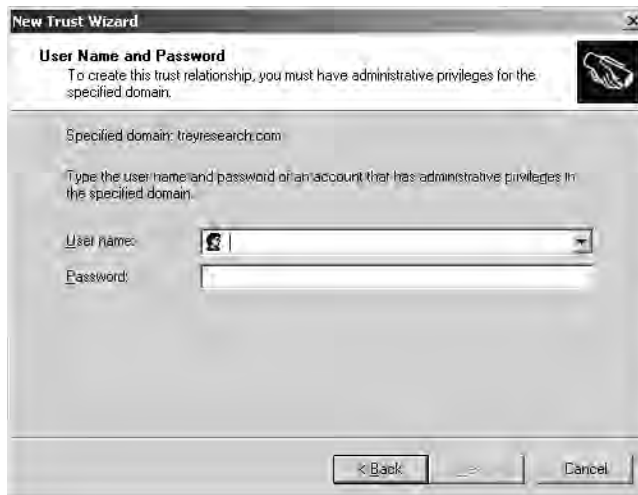 New Trust Wizard
User Name and Password
To create this trust relationship, you must have administrative privileges for the
specified domain.
Specified domain: treyresearch.com
Type the user name and password of an account that has administrative privileges in
the specified domain.
User name:
Password:
< Back
>
Cancel